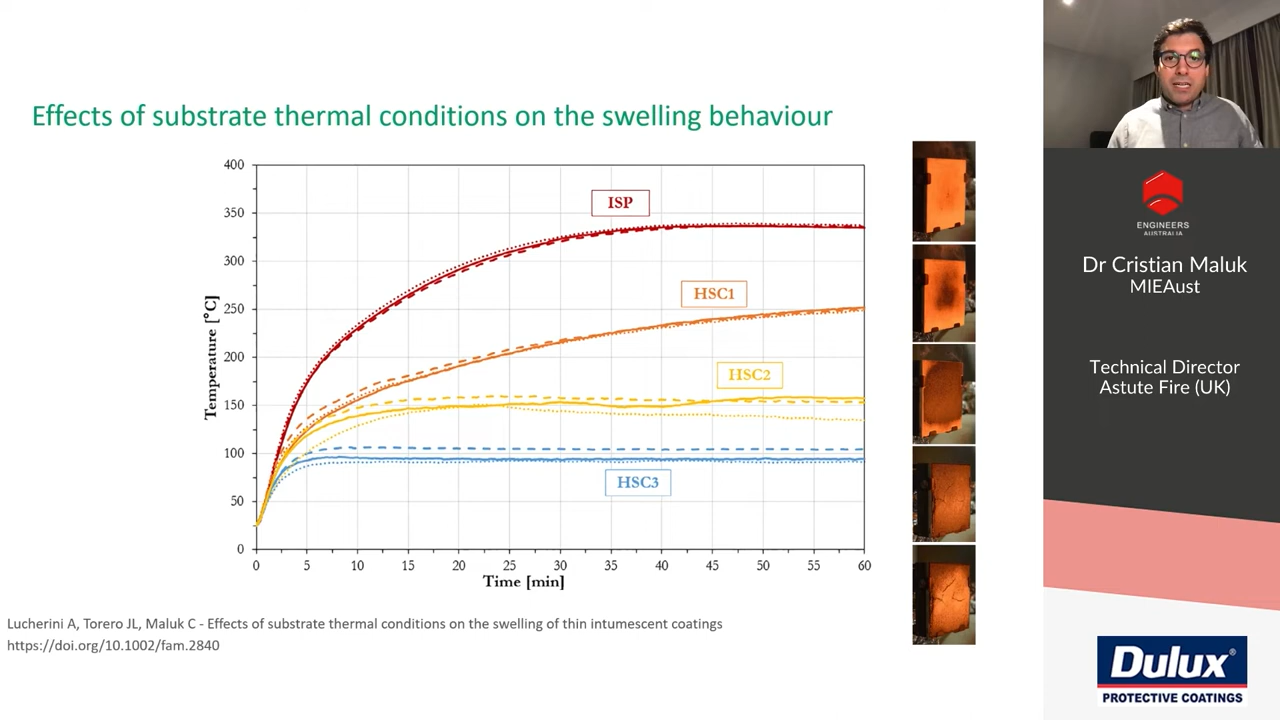 Effects of substrate thermal conditions on the swelling behaviour
400
350
300
250
200
150
100
50
0
Temperature [°C]
ISP
HSC1
HSC2
HSC3
0 5 10 15 20 25 30 35 40 45 50 55 60
Time [min]
Lucherini A, Torero JL, Maluk C - Effects of substrate thermal conditions on the swelling of thin intumescent coatings
https://doi.org/10.1002/fam.2840
ENGINEERS
AUSTRALIA
Dr Cristian Maluk
MIEAust
Technical Director
Astute Fire (UK)
Dulux®
PROTECTIVE COATINGS